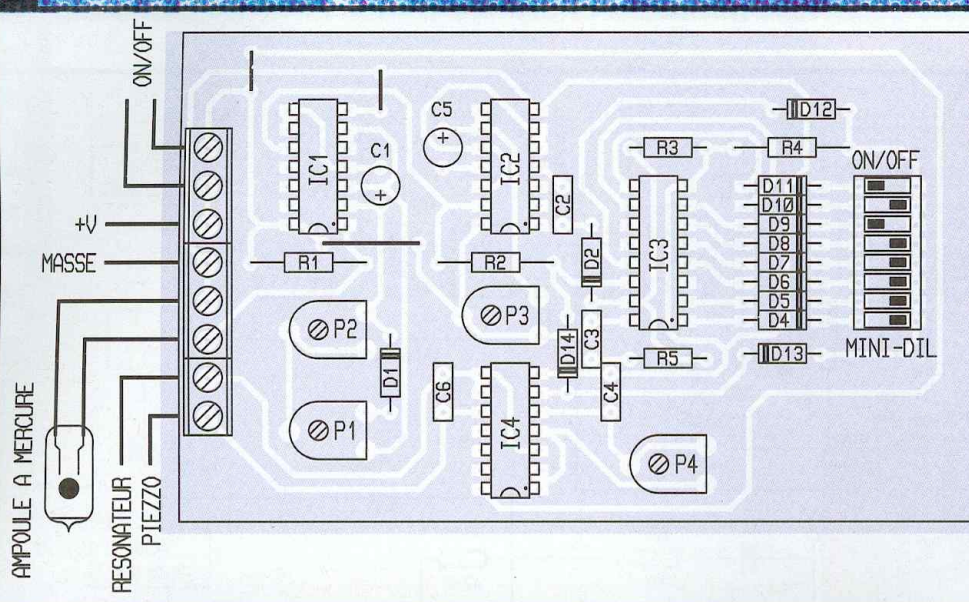 ON/OFF
+V
MASSE
AMPOULE A MERCURE
RESONATEUR
PIEZZO
IC1
C1
C5
IC2
C2
D12
R3
R4
ON/OFF
D11
D10
D9
D8
D7
D6
D5
D4
MINI-DIL
IC3
R1
R2
D2
P2
P3
D1
D14
C3
R5
D13
C6
C4
P1
IC4
P4